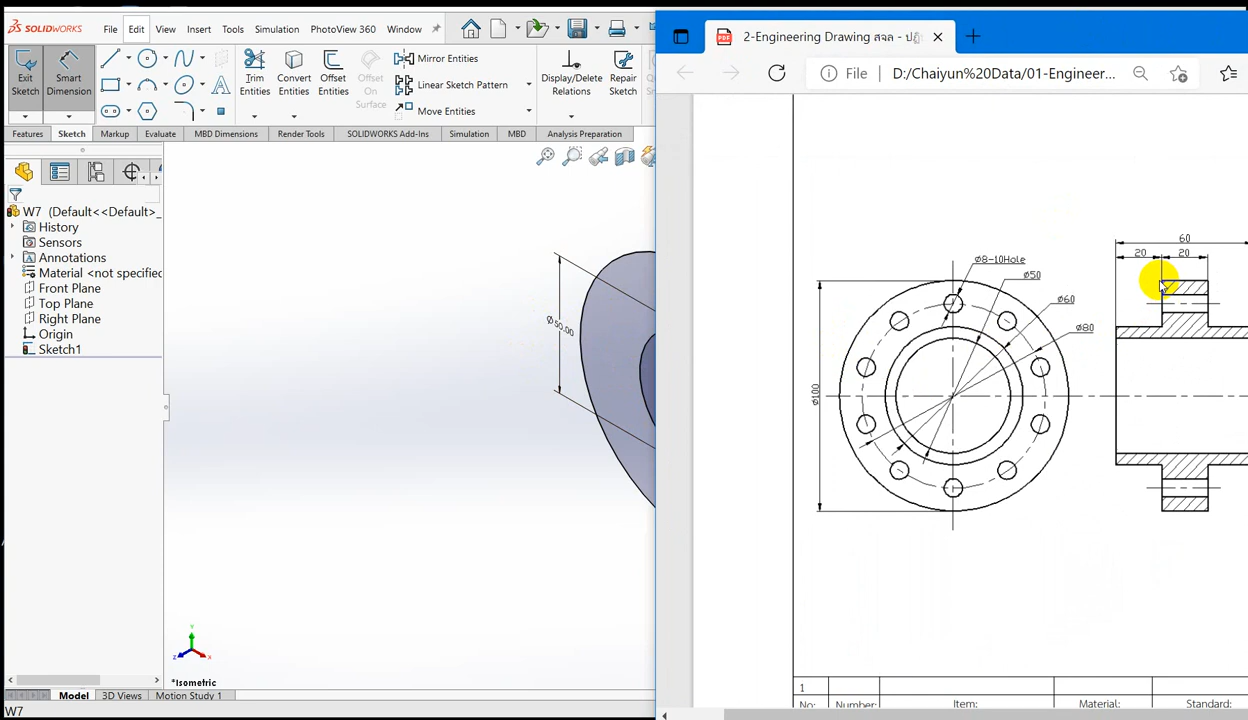 SOLIDWORKS File Edit View Insert Tools Simulation PhotoView 360 Window
Exit Sketch
Smart Dimension
Trim Entities
Convert Entities
Offset Entities
Offset On Surface
Mirror Entities
Linear Sketch Pattern
Move Entities
Display/Delete Relations
Repair Sketch
Features Sketch Markup Evaluate MBD Dimensions Render Tools SOLIDWORKS Add-Ins Simulation MBD Analysis Preparation
W7 (Default<<Default>_
History
Sensors
Annotations
Material <not specified
Front Plane
Top Plane
Right Plane
Origin
Sketch1
*Isometric
Model 3D Views Motion Study 1
W7
2-Engineering Drawing สจล - ปฏิ
File D:/Chaiyun%20Data/01-Engineer...
60
20 20
ø8-10Hole
ø50
ø60
ø80
ø100
1
No: Number: Item: Material: Standard: